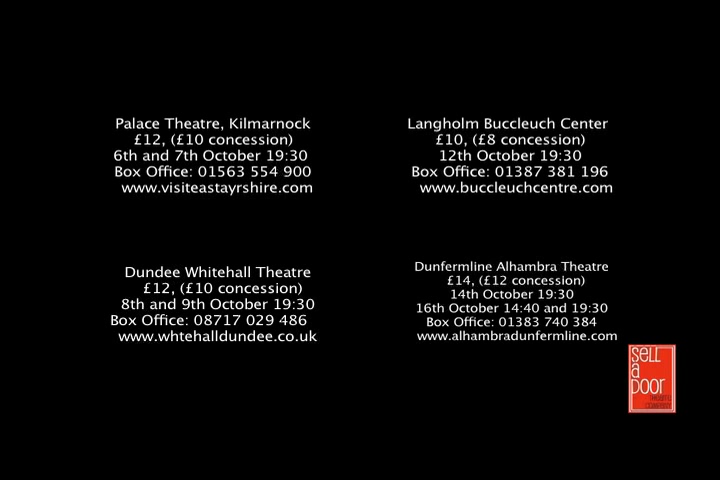 Palace Theatre, Kilmarnock
£12, (£10 concession)
6th and 7th October 19:30
Box Office: 01563 554 900
www.visiteastayrshire.com
Langholm Buccleuch Center
£10, (£8 concession)
12th October 19:30
Box Office: 01387 381 196
www.buccleuchcentre.com
Dundee Whitehall Theatre
£12, (£10 concession)
8th and 9th October 19:30
Box Office: 08717 029 486
www.whtehalldundee.co.uk
Dunfermline Alhambra Theatre
£14, (£12 concession)
14th October 19:30
16th October 14:40 and 19:30
Box Office: 01383 740 384
www.alhambradunfermline.com
sell
a
door